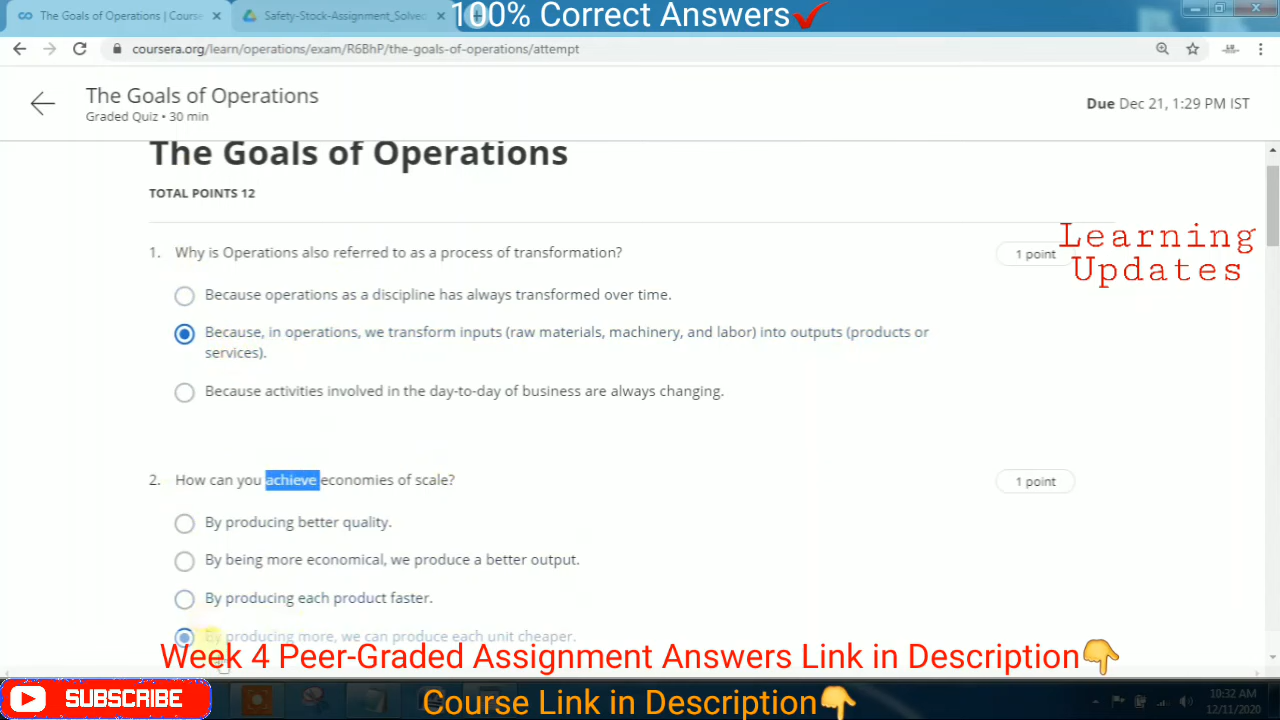 The Goals of Operations | Course
Safety-Stock-Assignment_Solved
100% Correct Answers
coursera.org/learn/operations/exam/R6BhP/the-goals-of-operations/attempt
The Goals of Operations
Graded Quiz • 30 min
Due Dec 21, 1:29 PM IST
The Goals of Operations
TOTAL POINTS 12
Learning
Updates
1. Why is Operations also referred to as a process of transformation?
1 point
Because operations as a discipline has always transformed over time.
Because, in operations, we transform inputs (raw materials, machinery, and labor) into outputs (products or
services).
Because activities involved in the day-to-day of business are always changing.
2. How can you achieve economies of scale?
1 point
By producing better quality.
By being more economical, we produce a better output.
By producing each product faster.
By producing more, we can produce each unit cheaper.
Week 4 Peer-Graded Assignment Answers Link in Description
SUBSCRIBE
Course Link in Description
10:32 AM
12/11/2020